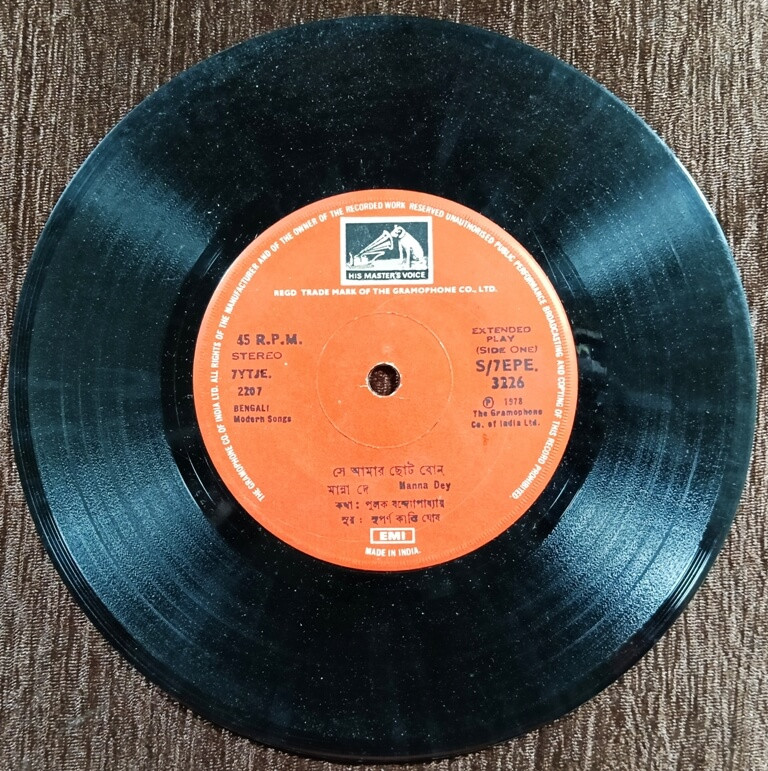 THE GRAMOPHONE CO. OF INDIA LTD. ALL RIGHTS OF THE MANUFACTURER AND OF THE OWNER OF THE RECORDED WORK RESERVED UNAUTHORISED PUBLIC PERFORMANCE BROADCASTING AND COPYING OF THIS RECORD PROHIBITED
HIS MASTER'S VOICE
REGD TRADE MARK OF THE GRAMOPHONE CO., LTD.
45 R.P.M.
STEREO
7YTJE.
2207
BENGALI
Modern Songs
EXTENDED
PLAY
(SIDE ONE)
S/7EPE.
3226
Ⓟ 1978
The Gramophone
Co. of India Ltd.
সে আমার ছোট বোন
মান্না দে Manna Dey
কথা : পুলক বন্দ্যোপাধ্যায়
সুর : সুপর্ণ কান্তি ঘোষ
EMI
MADE IN INDIA.